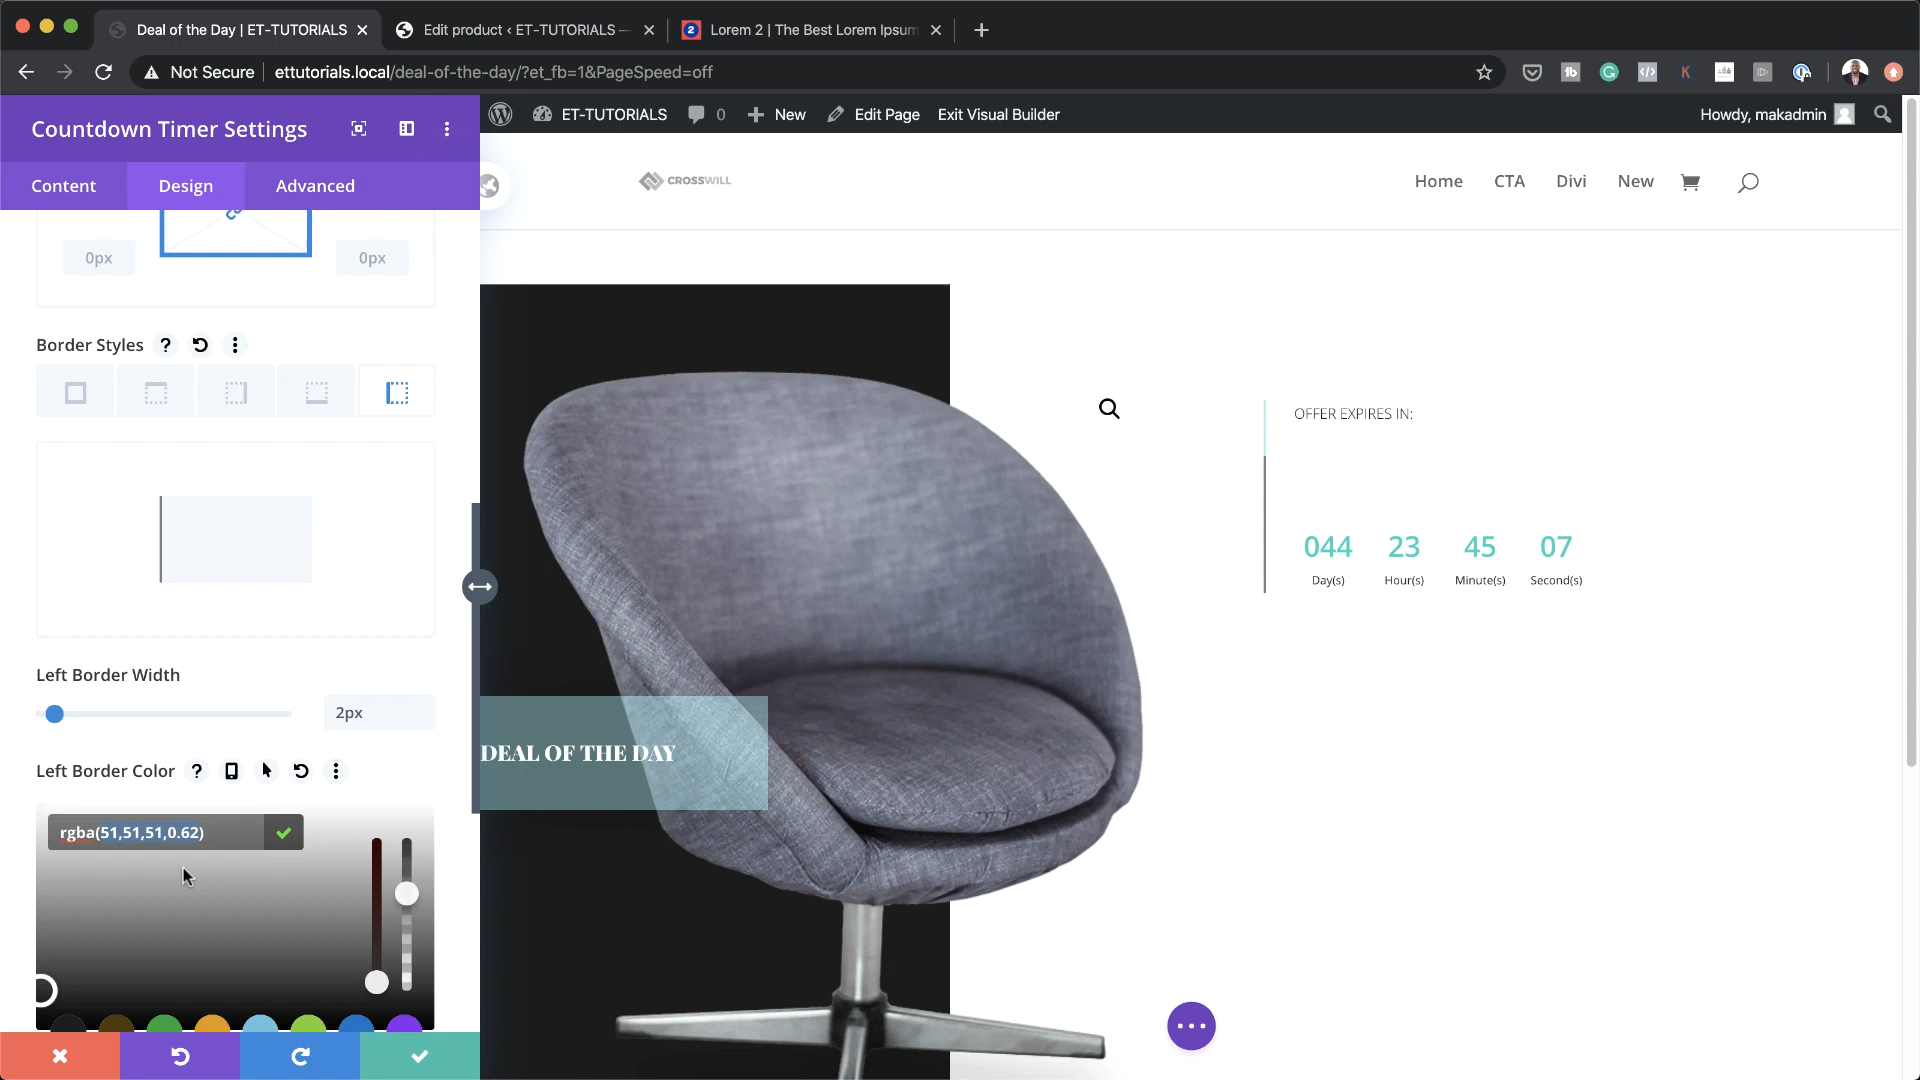 Deal of the Day | ET-TUTORIALS
Edit product ‹ ET-TUTORIALS —
Lorem 2 | The Best Lorem Ipsum
Not Secure
ettutorials.local/deal-of-the-day/?et_fb=1&PageSpeed=off
Countdown Timer Settings
ET-TUTORIALS
0
New
Edit Page
Exit Visual Builder
Howdy, makadmin
Content
Design
Advanced
CROSSWILL
Home
CTA
Divi
New
0px
0px
Border Styles
OFFER EXPIRES IN:
044
23
45
07
Day(s)
Hour(s)
Minute(s)
Second(s)
Left Border Width
2px
DEAL OF THE DAY
Left Border Color
rgba(51,51,51,0.62)